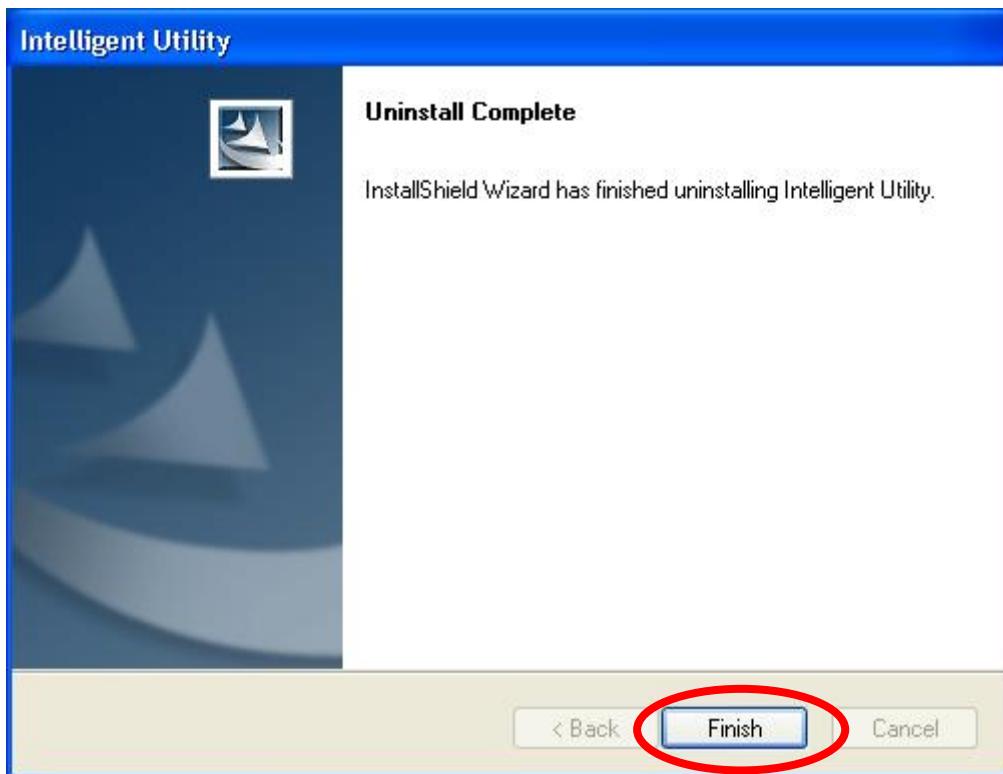 Intelligent Utility
Uninstall Complete
InstallShield Wizard has finished uninstalling Intelligent Utility.
< Back Finish Cancel